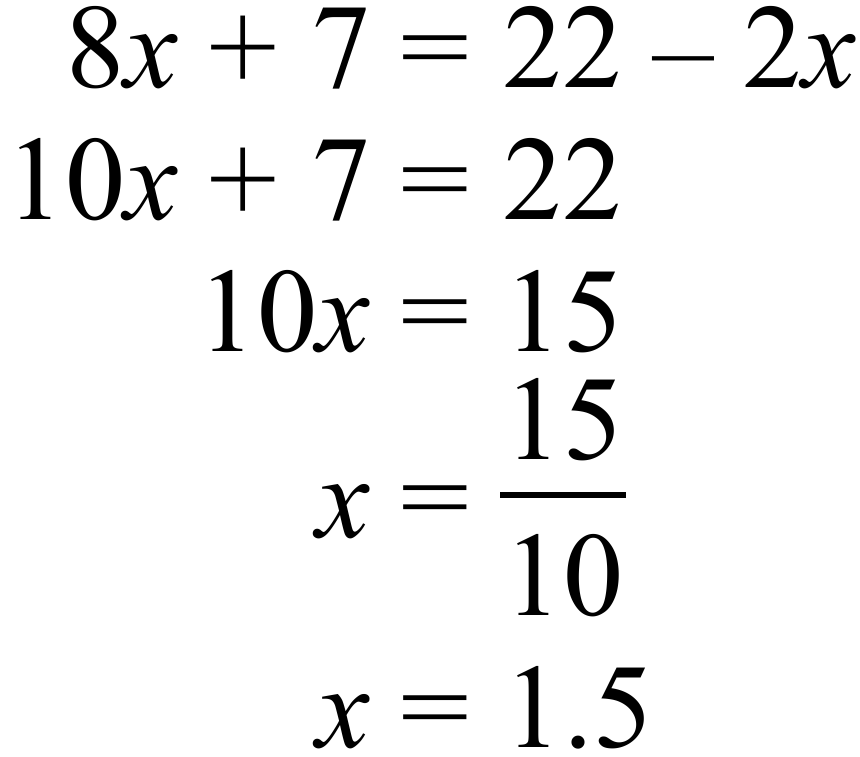 8x + 7 = 22 – 2x
10x + 7 = 22
10x = 15
x = 15/10
x = 1.5